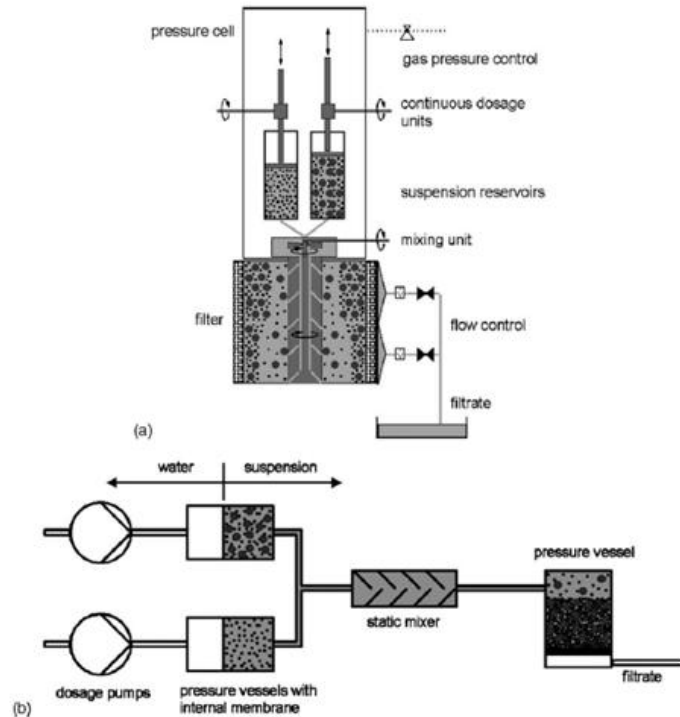 pressure cell
gas pressure control
continuous dosage
units
suspension reservoirs
mixing unit
filter
flow control
filtrate
(a)
water
suspension
pressure vessel
static mixer
filtrate
dosage pumps
pressure vessels with
internal membrane
(b)